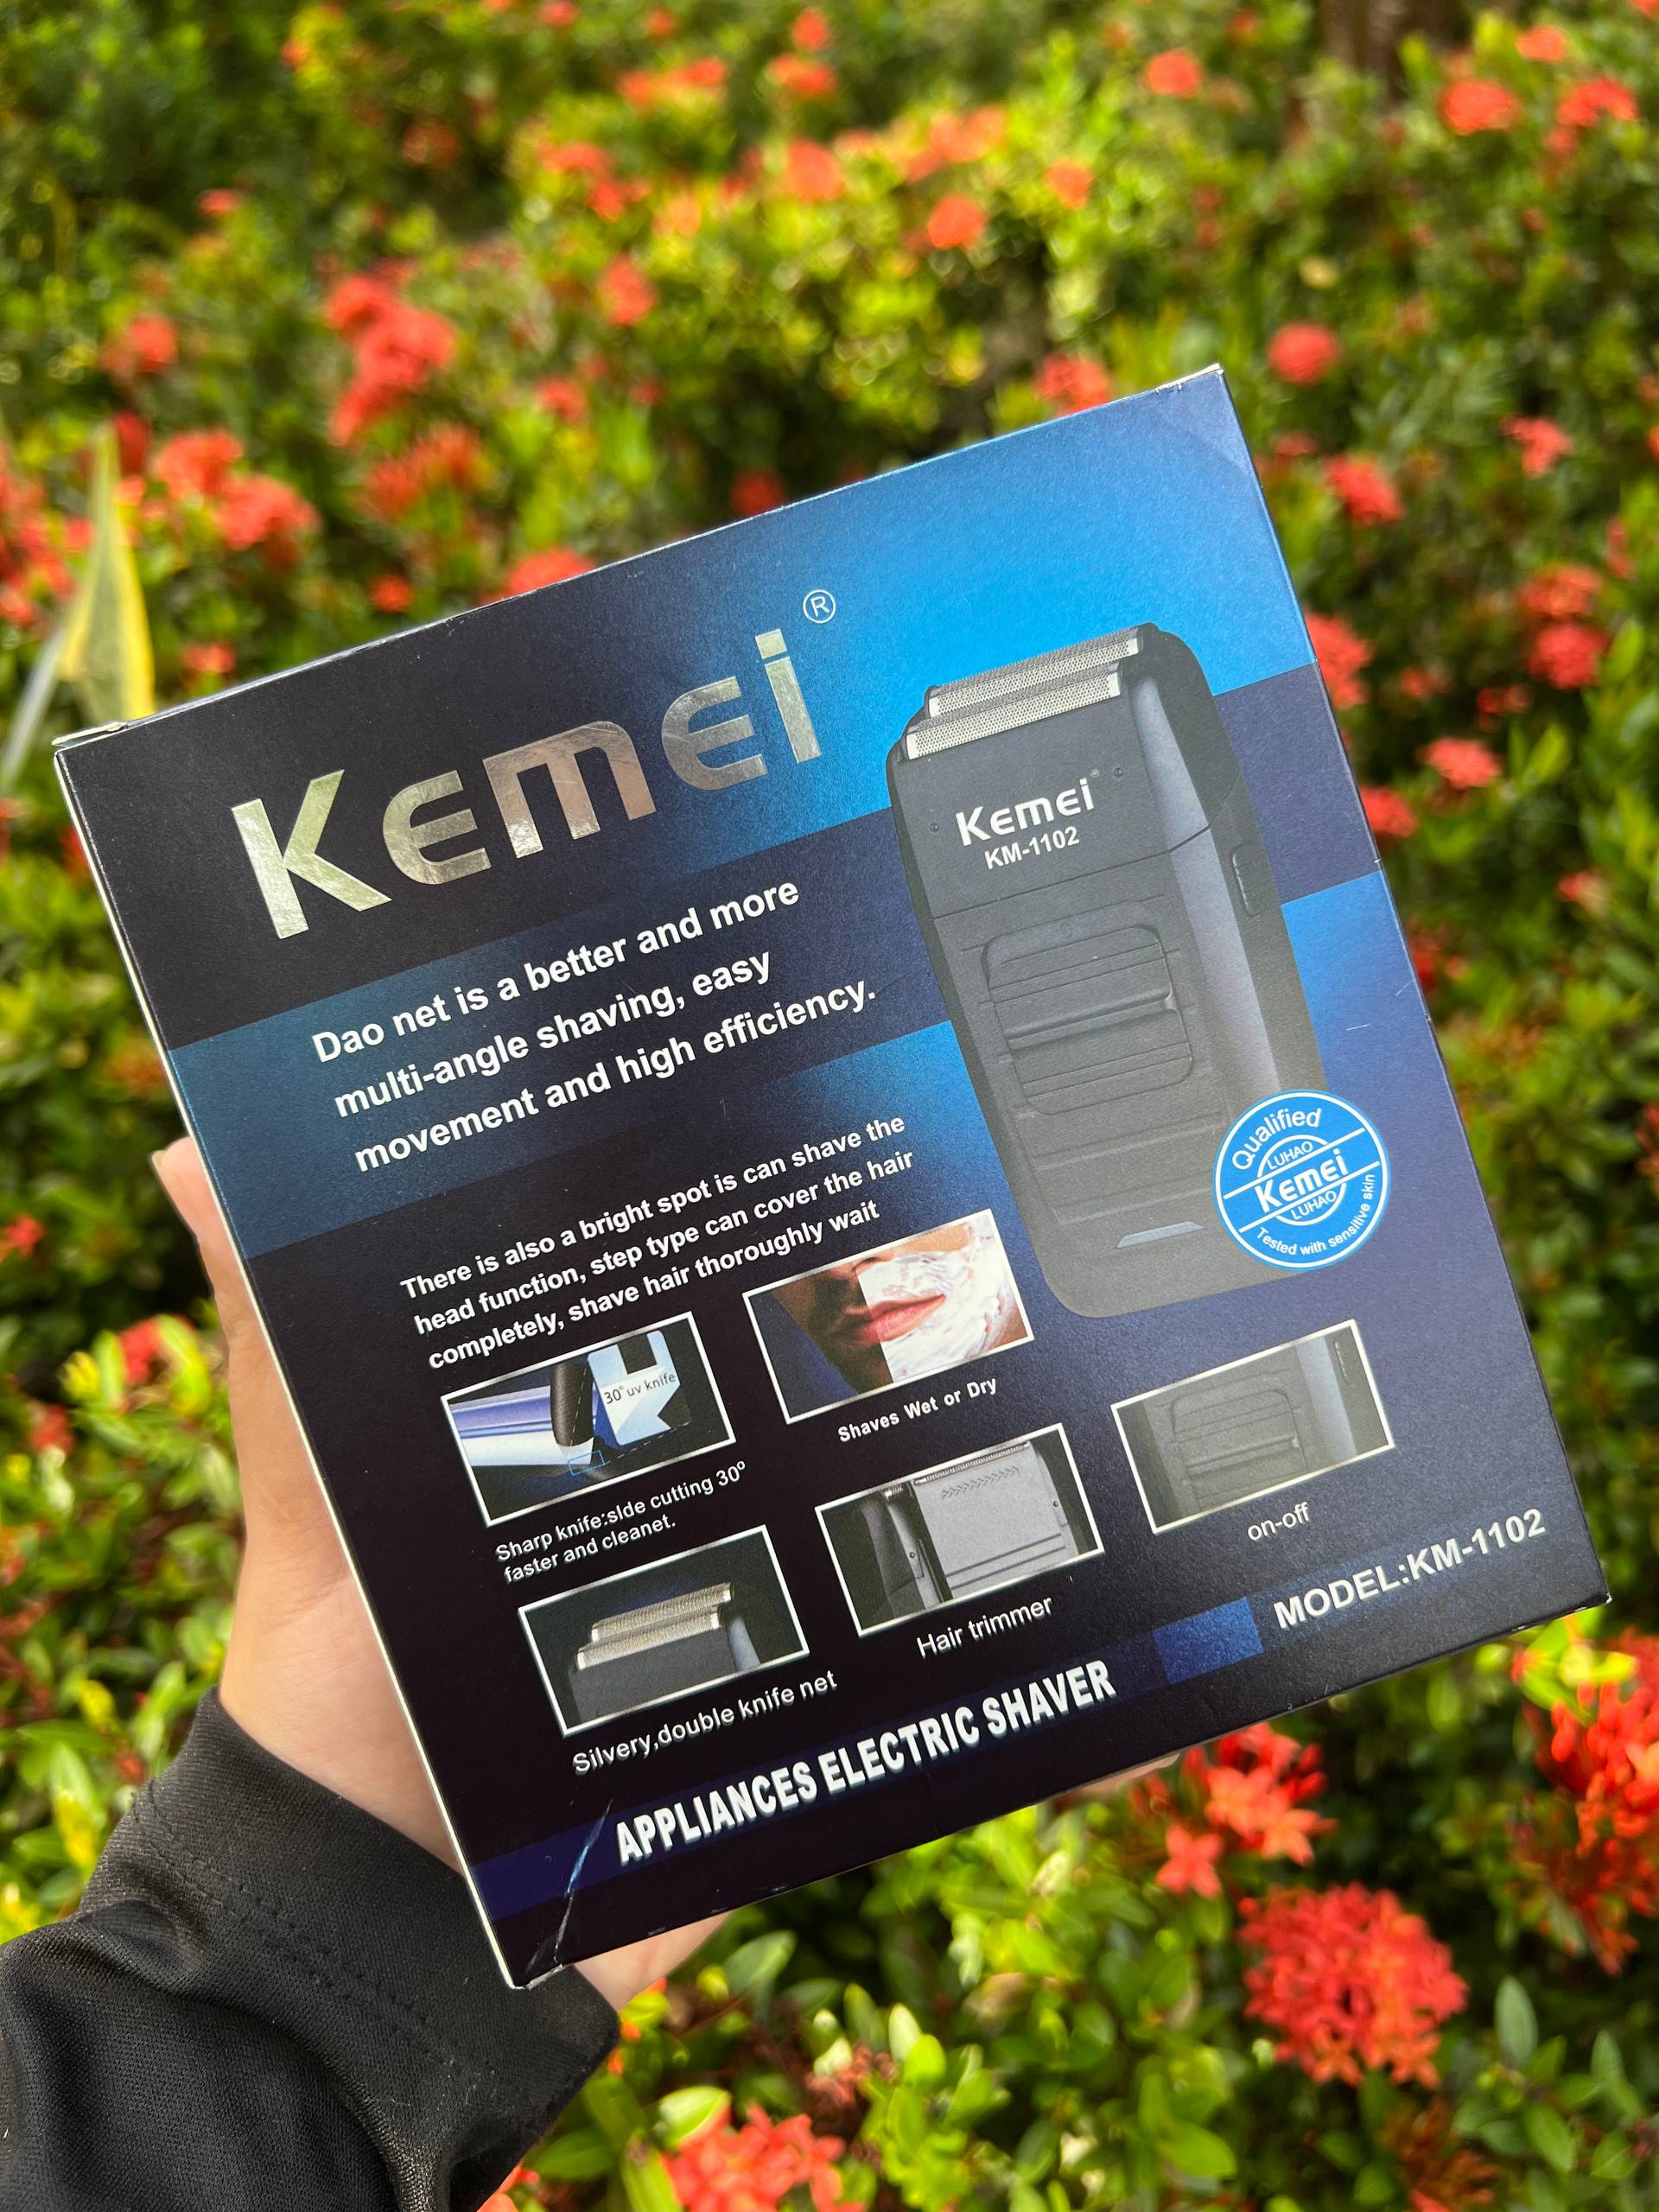 Kemei®
Dao net is a better and more
multi-angle shaving, easy
movement and high efficiency.
Kemei
KM-1102
There is also a bright spot is can shave the
head function, step type can cover the hair
completely, shave hair thoroughly wait
Qualified
LUHAO
Kemei
LUHAO
Tested with sensitive skin
30° uv knife
Sharp knife:slde cutting 30°
faster and cleanet.
Shaves Wet or Dry
on-off
Silvery,double knife net
Hair trimmer
APPLIANCES ELECTRIC SHAVER
MODEL:KM-1102